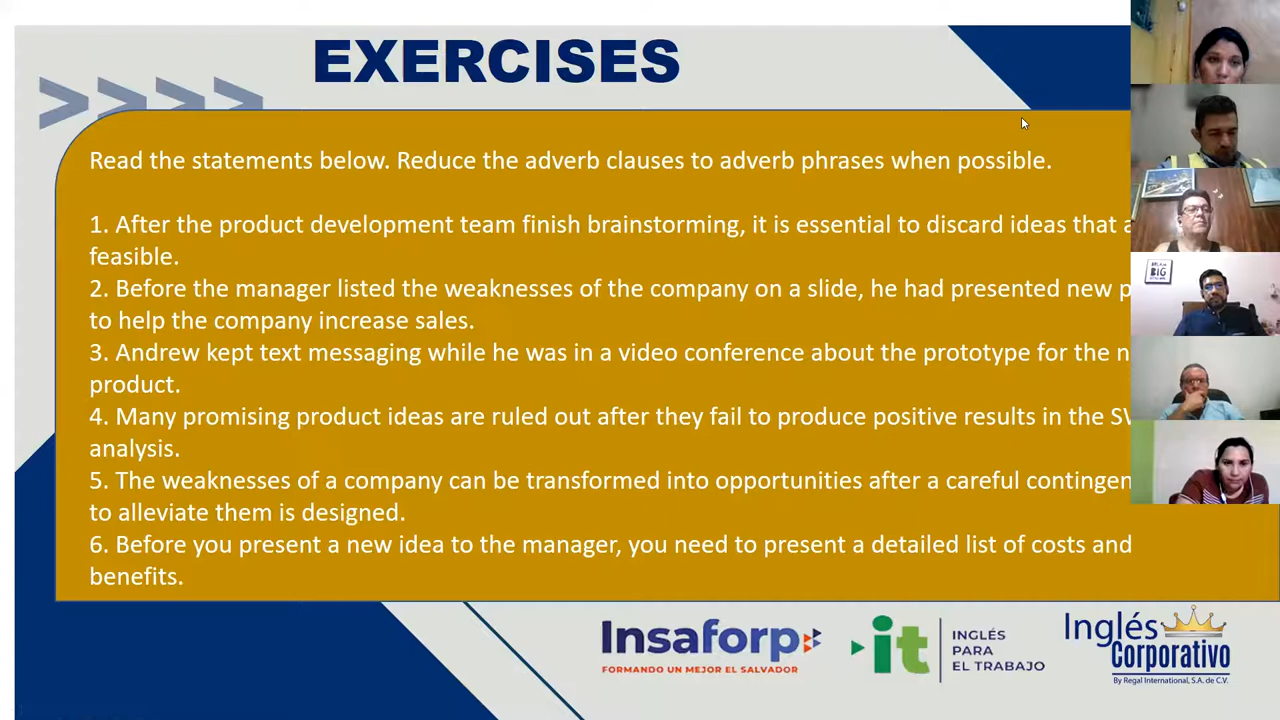 EXERCISES
Read the statements below. Reduce the adverb clauses to adverb phrases when possible.
1. After the product development team finish brainstorming, it is essential to discard ideas that
feasible.
2. Before the manager listed the weaknesses of the company on a slide, he had presented new
to help the company increase sales.
3. Andrew kept text messaging while he was in a video conference about the prototype for the
product.
4. Many promising product ideas are ruled out after they fail to produce positive results in the
analysis.
5. The weaknesses of a company can be transformed into opportunities after a careful
to alleviate them is designed.
6. Before you present a new idea to the manager, you need to present a detailed list of costs and
benefits.
BIG
Insaforp
FORMANDO UN MEJOR EL SALVADOR
it
INGLÉS
PARA
EL TRABAJO
Inglés
Corporativo
By Regal International, S.A. de C.V.